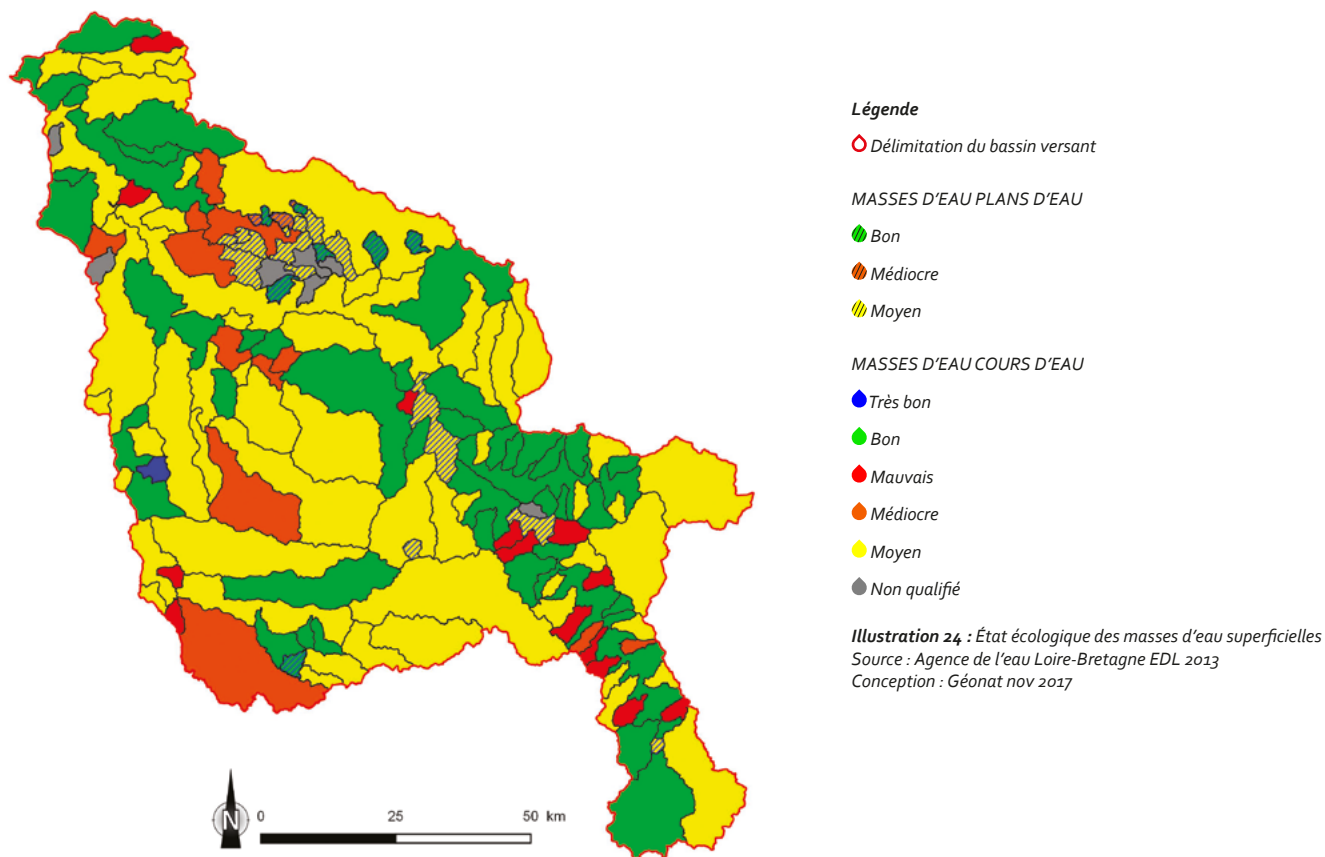 Légende
Délimitation du bassin versant
MASSES D'EAU PLANS D'EAU
Bon
Médiocre
Moyen
MASSES D'EAU COURS D'EAU
Très bon
Bon
Mauvais
Médiocre
Moyen
Non qualifié
Illustration 24 : État écologique des masses d'eau superficielles
Source : Agence de l'eau Loire-Bretagne EDL 2013
Conception : Géonat nov 2017
N
0 25 50 km